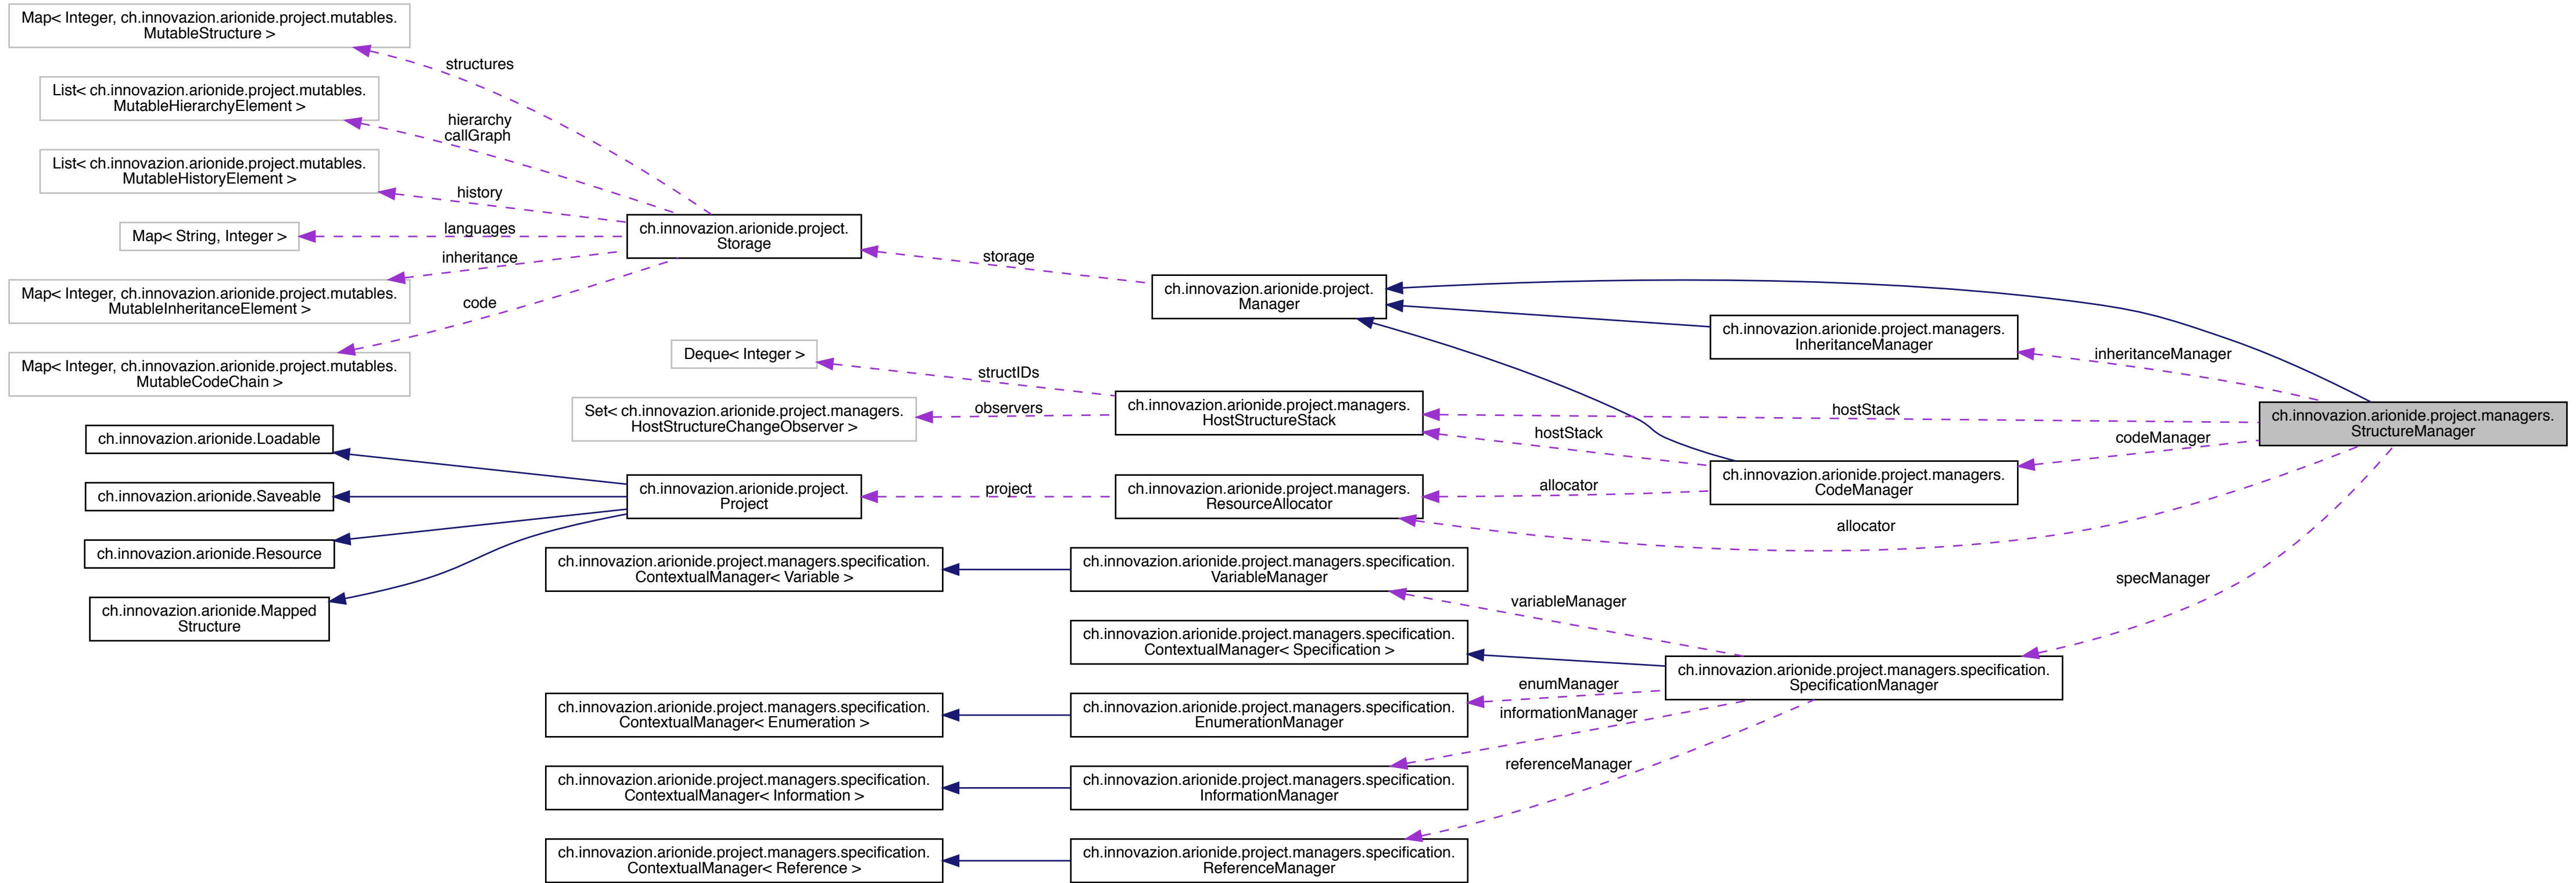 Map< Integer, ch.innovazion.arionide.project.mutables.
MutableStructure >
structures
List< ch.innovazion.arionide.project.mutables.
MutableHierarchyElement >
hierarchy
callGraph
List< ch.innovazion.arionide.project.mutables.
MutableHistoryElement >
history
Map< String, Integer >
languages
ch.innovazion.arionide.project.
Storage
inheritance
storage
Map< Integer, ch.innovazion.arionide.project.mutables.
MutableInheritanceElement >
code
ch.innovazion.arionide.project.
Manager
ch.innovazion.arionide.project.managers.
InheritanceManager
inheritanceManager
Map< Integer, ch.innovazion.arionide.project.mutables.
MutableCodeChain >
Deque< Integer >
structIDs
Set< ch.innovazion.arionide.project.managers.
HostStructureChangeObserver >
observers
ch.innovazion.arionide.project.managers.
HostStructureStack
hostStack
hostStack
ch.innovazion.arionide.project.managers.
StructureManager
codeManager
ch.innovazion.arionide.Loadable
ch.innovazion.arionide.Saveable
ch.innovazion.arionide.project.
Project
project
ch.innovazion.arionide.project.managers.
ResourceAllocator
allocator
ch.innovazion.arionide.project.managers.
CodeManager
allocator
ch.innovazion.arionide.Resource
ch.innovazion.arionide.Mapped
Structure
ch.innovazion.arionide.project.managers.specification.
ContextualManager< Variable >
ch.innovazion.arionide.project.managers.specification.
VariableManager
variableManager
specManager
ch.innovazion.arionide.project.managers.specification.
ContextualManager< Specification >
ch.innovazion.arionide.project.managers.specification.
SpecificationManager
enumManager
ch.innovazion.arionide.project.managers.specification.
ContextualManager< Enumeration >
ch.innovazion.arionide.project.managers.specification.
EnumerationManager
informationManager
ch.innovazion.arionide.project.managers.specification.
ContextualManager< Information >
ch.innovazion.arionide.project.managers.specification.
InformationManager
referenceManager
ch.innovazion.arionide.project.managers.specification.
ContextualManager< Reference >
ch.innovazion.arionide.project.managers.specification.
ReferenceManager